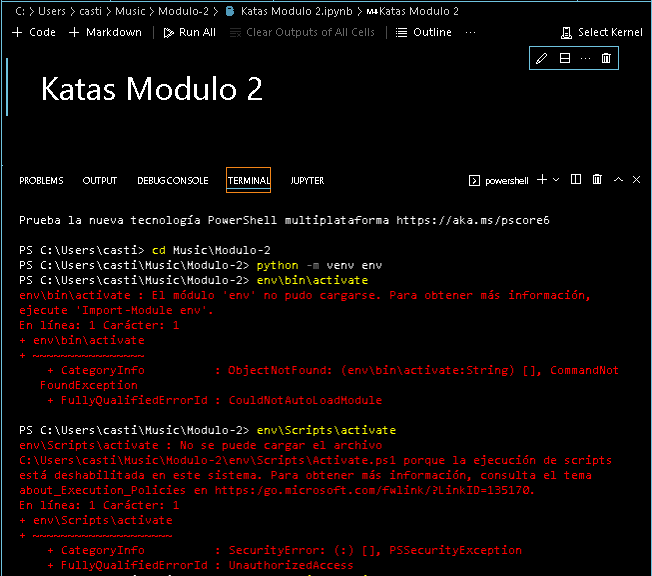 C: > Users > casti > Music > Modulo-2 > Katas Modulo 2.ipynb > M↓Katas Modulo 2
+ Code + Markdown Run All Clear Outputs of All Cells Outline ··· Select Kernel
···
Katas Modulo 2
PROBLEMS OUTPUT DEBUG CONSOLE TERMINAL JUPYTER powershell
Prueba la nueva tecnología PowerShell multiplataforma https://aka.ms/pscore6
PS C:\Users\casti> cd Music\Modulo-2
PS C:\Users\casti\Music\Modulo-2> python -m venv env
PS C:\Users\casti\Music\Modulo-2> env\bin\activate
env\bin\activate : El módulo 'env' no pudo cargarse. Para obtener más información,
ejecute 'Import-Module env'.
En línea: 1 Carácter: 1
+ env\bin\activate
+ ~~~~~~~~~~~~~~~~
+ CategoryInfo : ObjectNotFound: (env\bin\activate:String) [], CommandNot
FoundException
+ FullyQualifiedErrorId : CouldNotAutoLoadModule
PS C:\Users\casti\Music\Modulo-2> env\Scripts\activate
env\Scripts\activate : No se puede cargar el archivo
C:\Users\casti\Music\Modulo-2\env\Scripts\Activate.ps1 porque la ejecución de scripts
está deshabilitada en este sistema. Para obtener más información, consulta el tema
about_Execution_Policies en https:/go.microsoft.com/fwlink/?LinkID=135170.
En línea: 1 Carácter: 1
+ env\Scripts\activate
+ ~~~~~~~~~~~~~~~~~~~~
+ CategoryInfo : SecurityError: (:) [], PSSecurityException
+ FullyQualifiedErrorId : UnauthorizedAccess